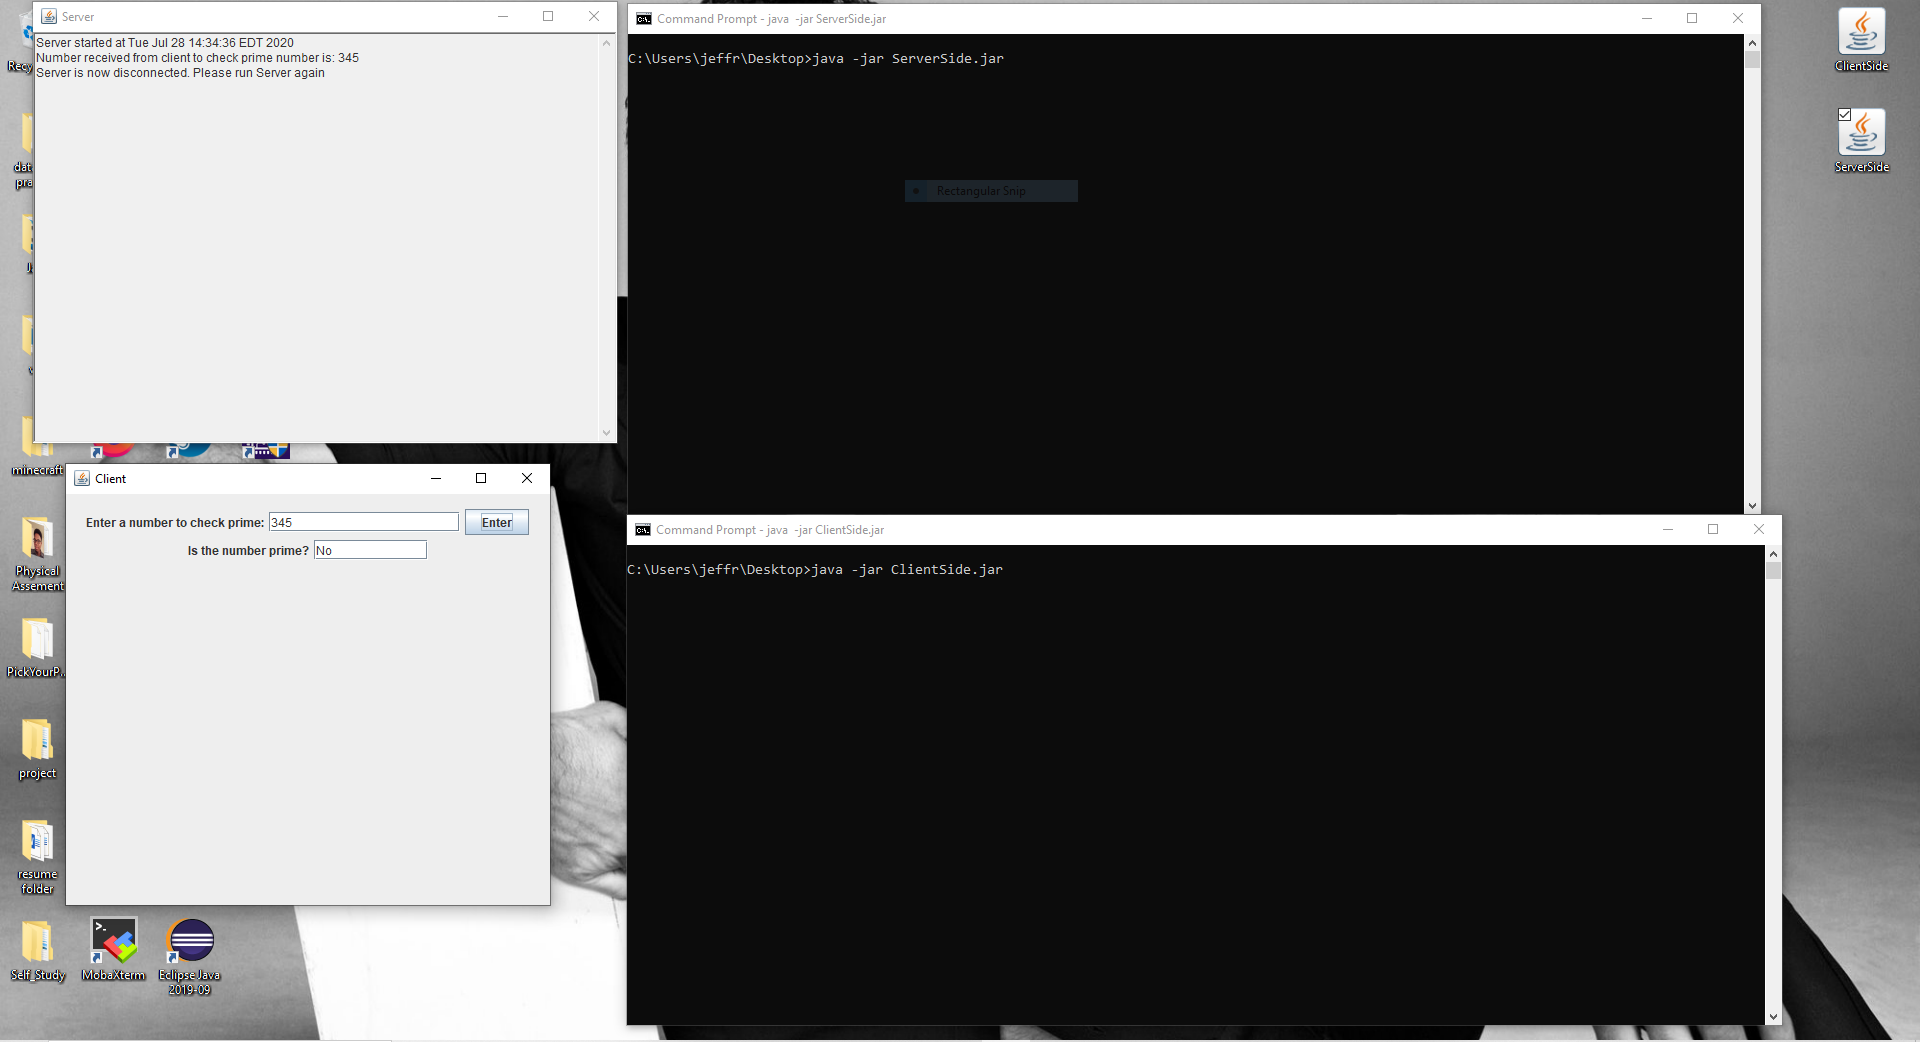 Server
Server started at Tue Jul 28 14:34:36 EDT 2020
Number received from client to check prime number is: 345
Server is now disconnected. Please run Server again
Command Prompt - java -jar ServerSide.jar
C:\Users\jeffr\Desktop>java -jar ServerSide.jar
Rectangular Snip
ClientSide
ServerSide
Client
Enter a number to check prime: 345 Enter
Is the number prime? No
Command Prompt - java -jar ClientSide.jar
C:\Users\jeffr\Desktop>java -jar ClientSide.jar
minecraft
Physical
Assement
PickYourP...
project
resume
folder
Self_Study
MobaXterm
Eclipse Java
2019-09